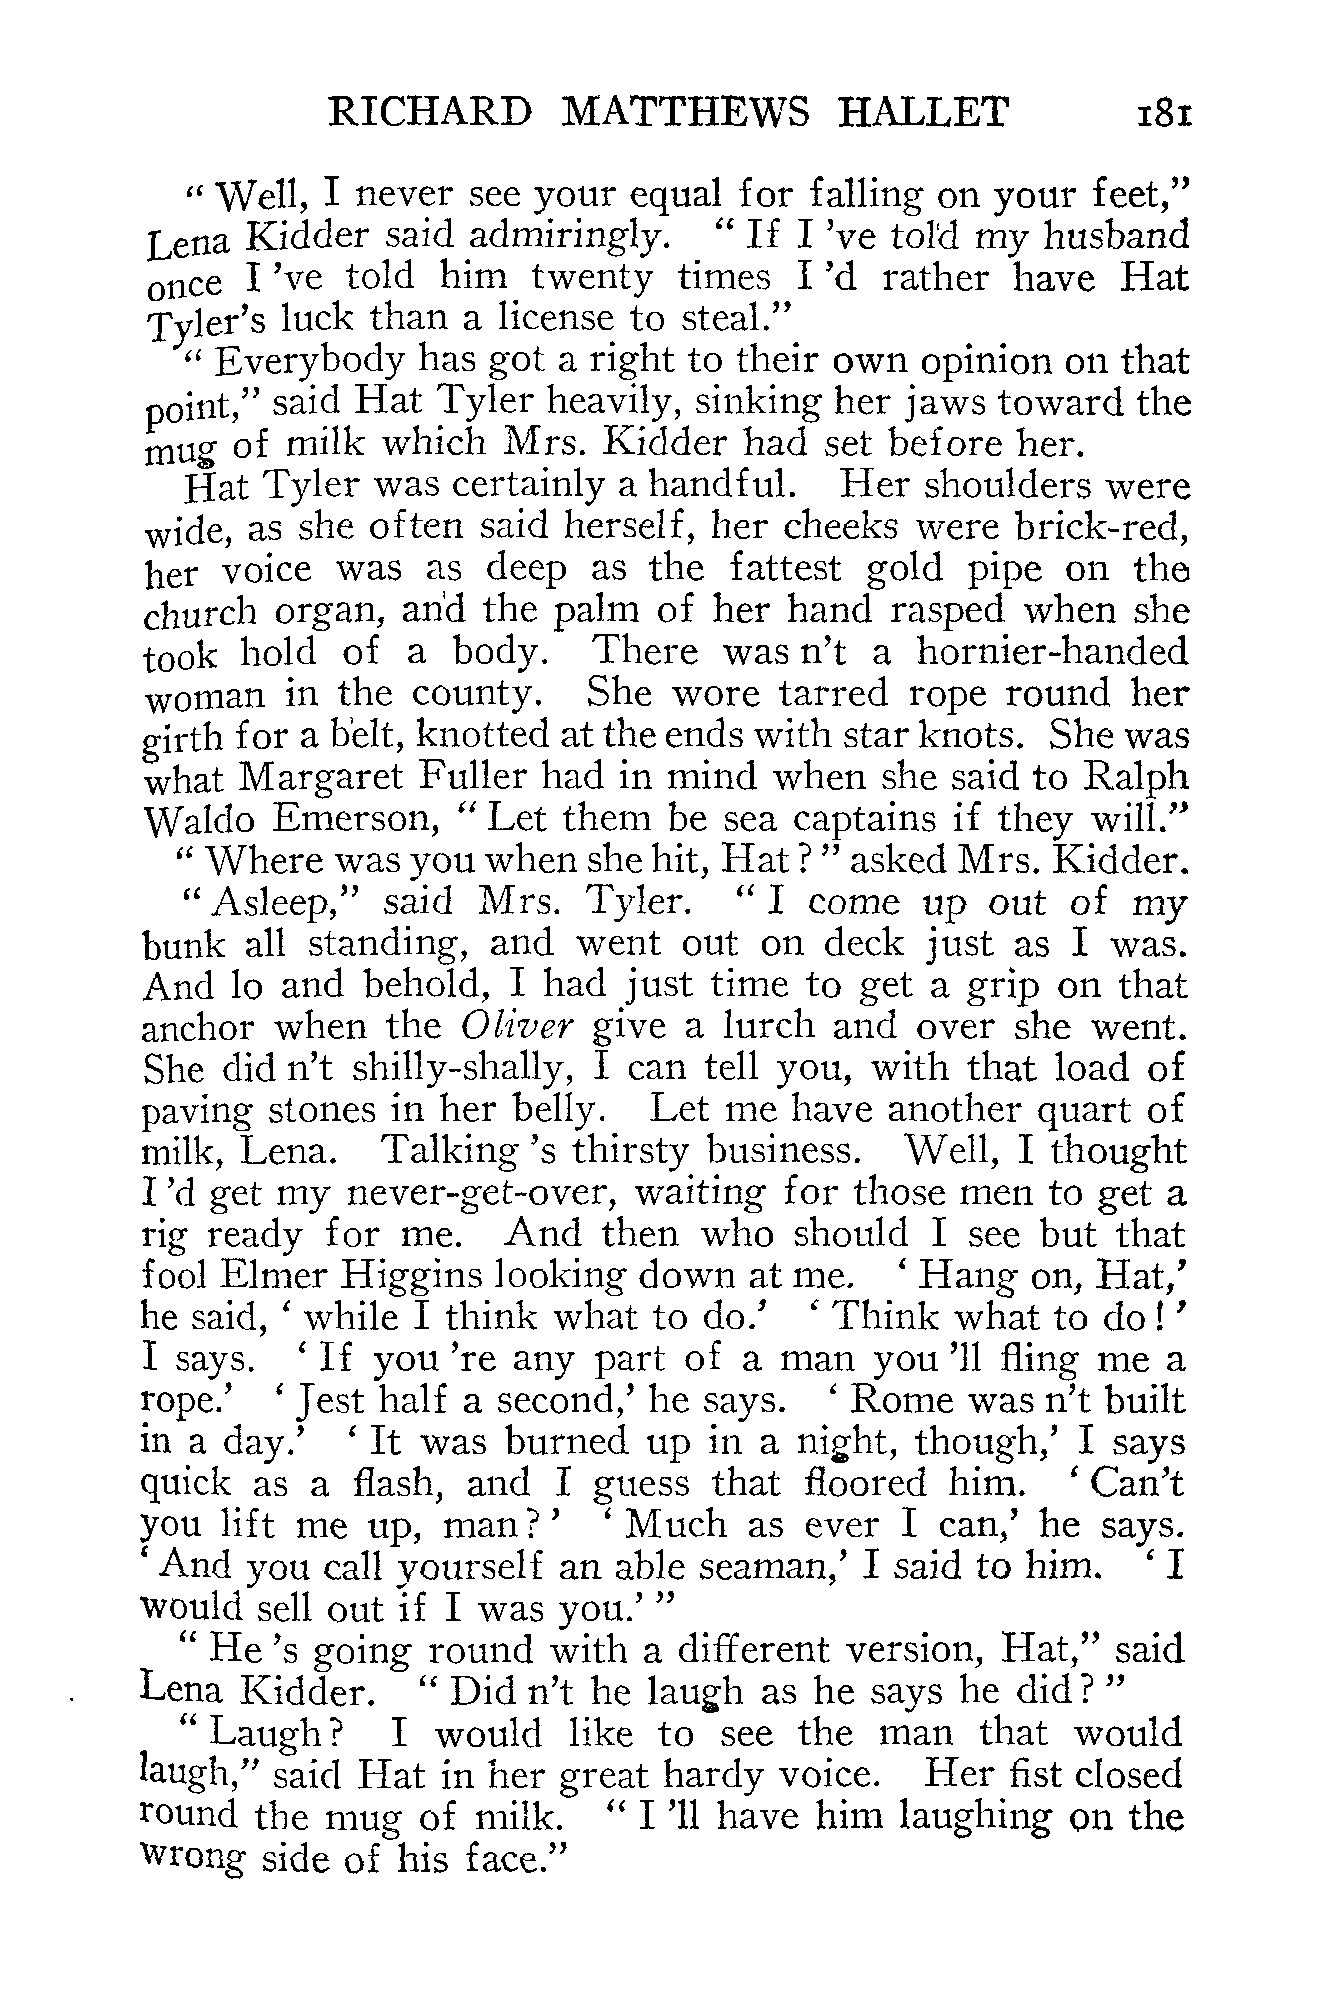 RICHARD MATTHEWS HALLET 181
“ Well, I never see your equal for falling on your feet,”
Lena Kidder said admiringly. “ If I ’ve told my husband
once I ’ve told him twenty times I ’d rather have Hat
Tyler’s luck than a license to steal.”
“ Everybody has got a right to their own opinion on that
point,” said Hat Tyler heavily, sinking her jaws toward the
mug of milk which Mrs. Kidder had set before her.
Hat Tyler was certainly a handful. Her shoulders were
wide, as she often said herself, her cheeks were brick-red,
her voice was as deep as the fattest gold pipe on the
church organ, and the palm of her hand rasped when she
took hold of a body. There was n’t a hornier-handed
woman in the county. She wore tarred rope round her
girth for a belt, knotted at the ends with star knots. She was
what Margaret Fuller had in mind when she said to Ralph
Waldo Emerson, “ Let them be sea captains if they will.”
“ Where was you when she hit, Hat ? ” asked Mrs. Kidder.
“ Asleep,” said Mrs. Tyler. “ I come up out of my
bunk all standing, and went out on deck just as I was.
And lo and behold, I had just time to get a grip on that
anchor when the Oliver give a lurch and over she went.
She did n’t shilly-shally, I can tell you, with that load of
paving stones in her belly. Let me have another quart of
milk, Lena. Talking ’s thirsty business. Well, I thought
I ’d get my never-get-over, waiting for those men to get a
rig ready for me. And then who should I see but that
fool Elmer Higgins looking down at me. ‘ Hang on, Hat,’
he said, ‘ while I think what to do.’ ‘ Think what to do ! ’
I says. ‘ If you ’re any part of a man you ’ll fling me a
rope.’ ‘ Jest half a second,’ he says. ‘ Rome was n’t built
in a day.’ ‘ It was burned up in a night, though,’ I says
quick as a flash, and I guess that floored him. ‘ Can’t
you lift me up, man ? ’ ‘ Much as ever I can,’ he says.
‘ And you call yourself an able seaman,’ I said to him. ‘ I
would sell out if I was you.’ ”
“ He ’s going round with a different version, Hat,” said
Lena Kidder. “ Did n’t he laugh as he says he did ? ”
“ Laugh ? I would like to see the man that would
laugh,” said Hat in her great hardy voice. Her fist closed
round the mug of milk. “ I ’ll have him laughing on the
wrong side of his face.”